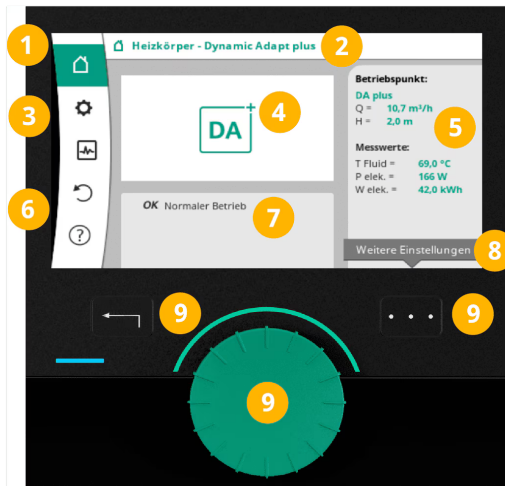 1
Heizkörper - Dynamic Adapt plus
2
3
DA+
4
Betriebspunkt:
DA plus
Q = 10,7 m³/h
H = 2,0 m
5
Messwerte:
T Fluid = 69,0 °C
P elek. = 166 W
W elek. = 42,0 kWh
6
?
OK Normaler Betrieb
7
Weitere Einstellungen
8
9
9
9